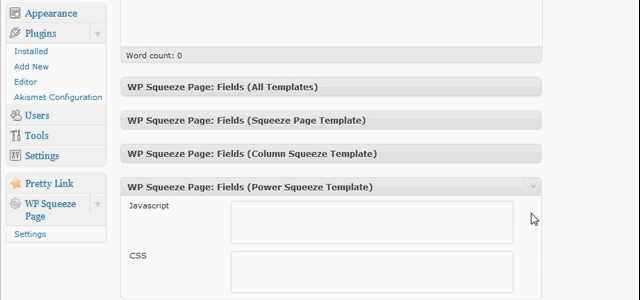 Appearance
Plugins
Installed
Add New
Editor
Akismet Configuration
Users
Tools
Settings
Pretty Link
WP Squeeze
Page
Settings
Word count: 0
WP Squeeze Page: Fields (All Templates)
WP Squeeze Page: Fields (Squeeze Page Template)
WP Squeeze Page: Fields (Column Squeeze Template)
WP Squeeze Page: Fields (Power Squeeze Template)
Javascript
CSS